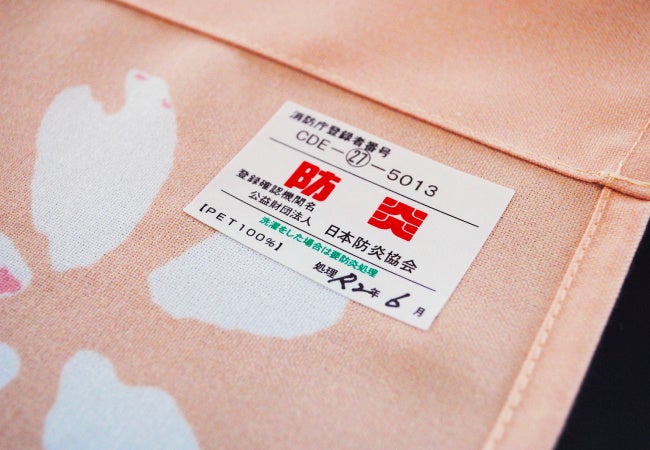 消防庁登録者番号
CDE－㉗－5013
防炎
登録確認機関名
公益財団法人 日本防炎協会
【PET100%】
洗濯をした場合は要防炎処理
処理 R2年 6月